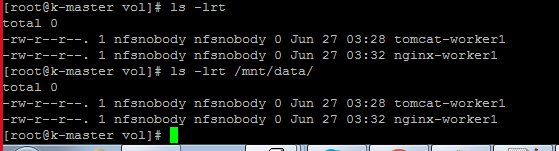 [root@k-master vol]# ls -lrt
total 0
-rw-r--r--. 1 nfsnobody nfsnobody 0 Jun 27 03:28 tomcat-worker1
-rw-r--r--. 1 nfsnobody nfsnobody 0 Jun 27 03:32 nginx-worker1
[root@k-master vol]# ls -lrt /mnt/data/
total 0
-rw-r--r--. 1 nfsnobody nfsnobody 0 Jun 27 03:28 tomcat-worker1
-rw-r--r--. 1 nfsnobody nfsnobody 0 Jun 27 03:32 nginx-worker1
[root@k-master vol]#